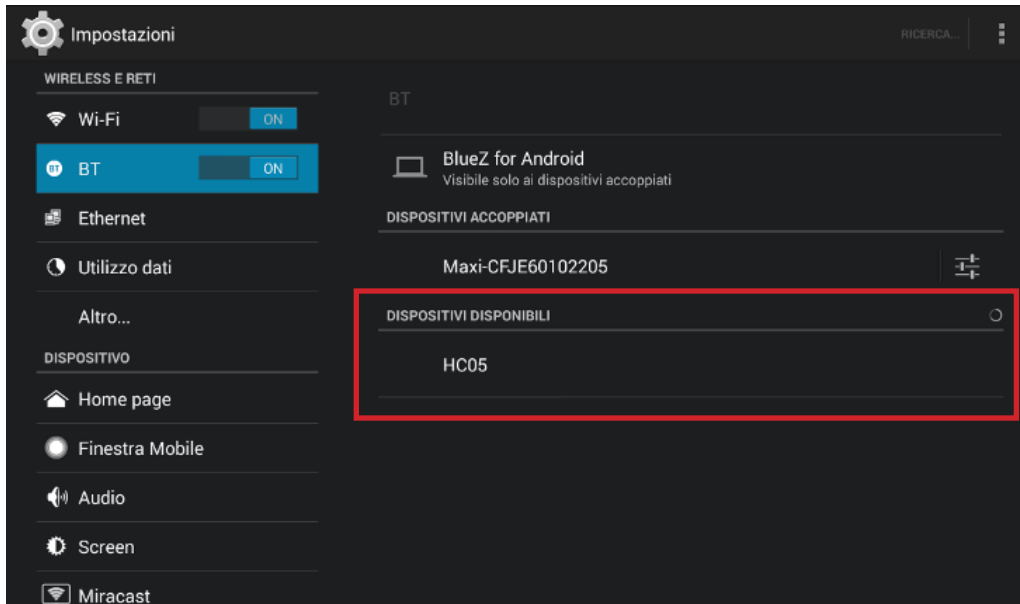 Impostazioni
RICERCA...
WIRELESS E RETI
Wi-Fi
ON
BT
BT
ON
Ethernet
Utilizzo dati
Altro...
DISPOSITIVO
Home page
Finestra Mobile
Audio
Screen
Miracast
BT
BlueZ for Android
Visibile solo ai dispositivi accoppiati
DISPOSITIVI ACCOPPIATI
Maxi-CFJE60102205
DISPOSITIVI DISPONIBILI
HC05